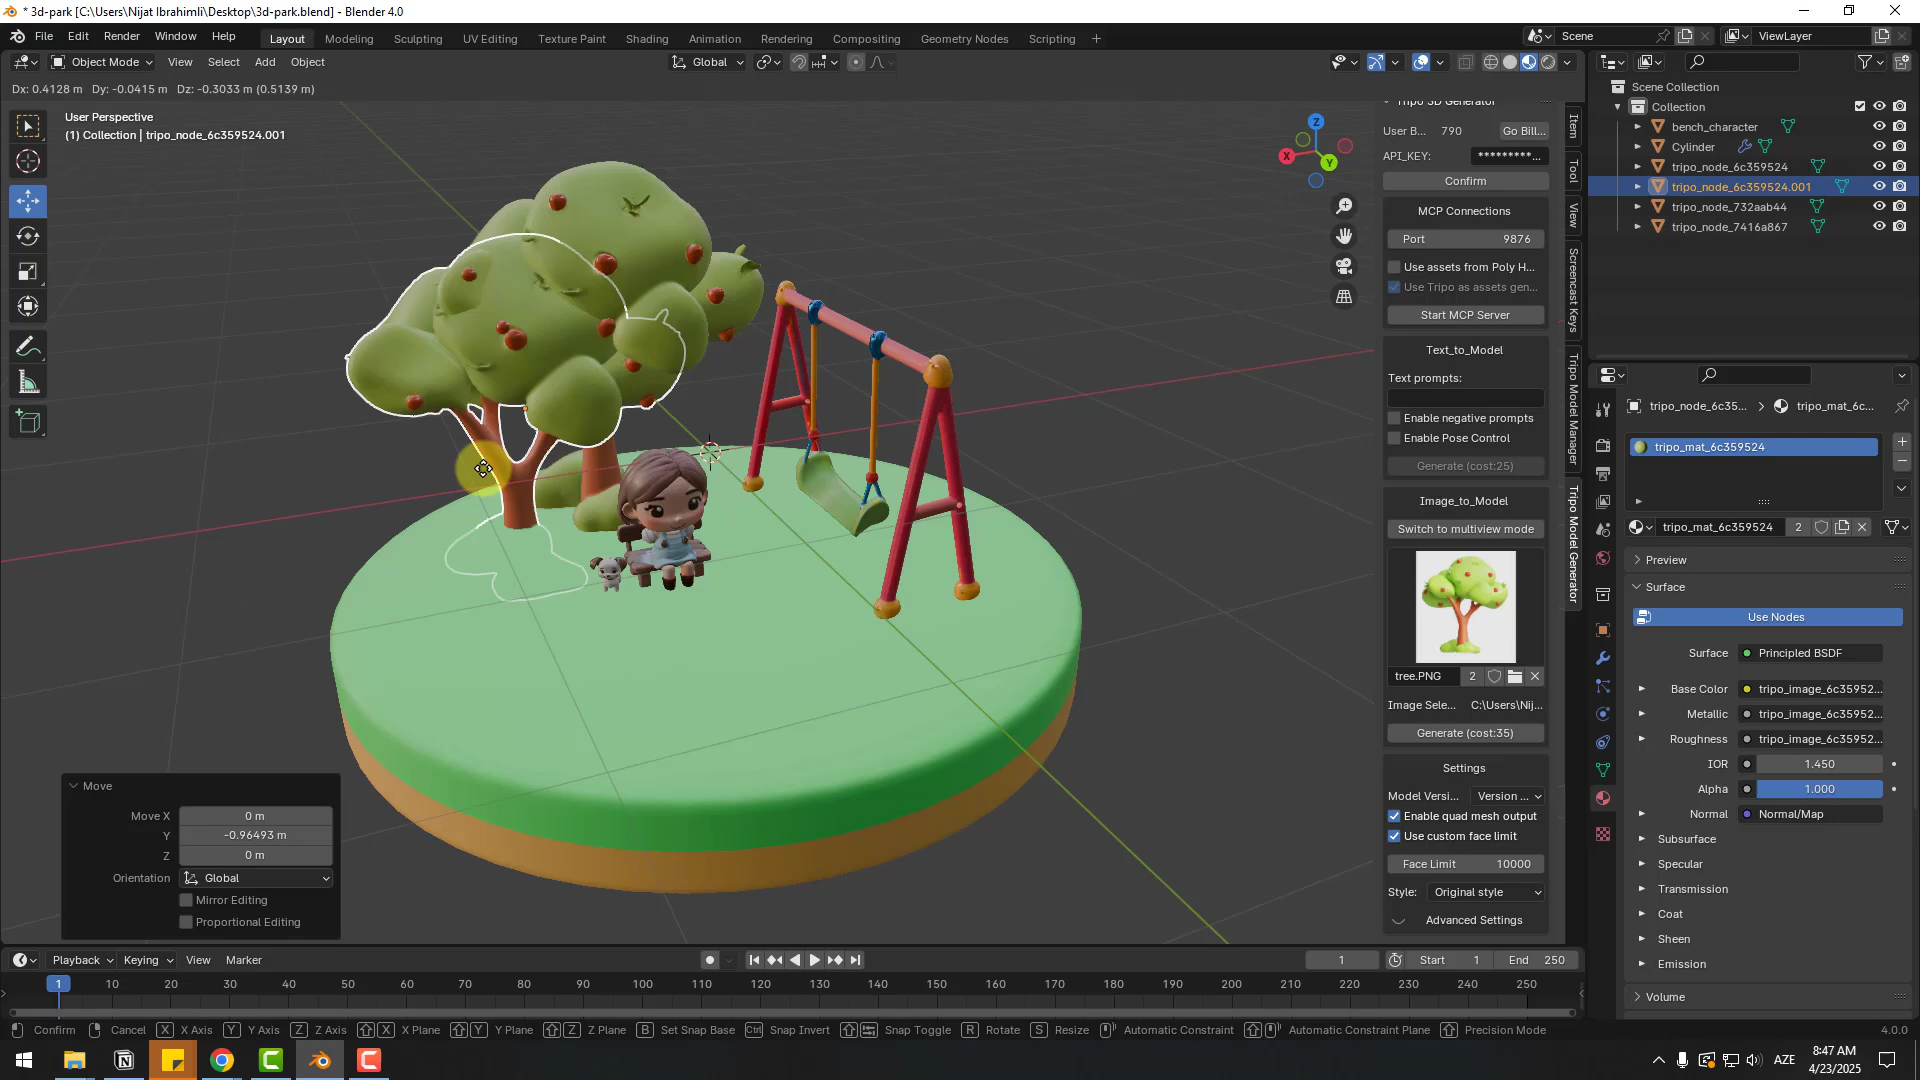 * 3d-park [C:\Users\Nijat Ibrahimli\Desktop\3d-park.blend] - Blender 4.0
File Edit Render Window Help
Layout Modeling Sculpting UV Editing Texture Paint Shading Animation Rendering Compositing Geometry Nodes Scripting +
Scene
ViewLayer
Object Mode View Select Add Object
Global
Dx: 0.4128 m Dy: -0.0415 m Dz: -0.3033 m (0.5139 m)
User Perspective
(1) Collection | tripo_node_6c359524.001
Z
X
Y
Tripo 3D Generator
User B... 790 Go Bill...
API_KEY: *********...
Confirm
MCP Connections
Port 9876
Use assets from Poly H...
Use Tripo as assets gen...
Start MCP Server
Text_to_Model
Text prompts:
Enable negative prompts
Enable Pose Control
Generate (cost:25)
Image_to_Model
Switch to multiview mode
tree.PNG 2
Image Sele... C:\Users\Nij...
Generate (cost:35)
Settings
Model Versi... Version ...
Enable quad mesh output
Use custom face limit
Face Limit 10000
Style: Original style
Advanced Settings
Item
Tool
View
Screencast Keys
Tripo Model Manager
Tripo Model Generator
Scene Collection
Collection
bench_character
Cylinder
tripo_node_6c359524
tripo_node_6c359524.001
tripo_node_732aab44
tripo_node_7416a867
tripo_node_6c35... > tripo_mat_6c...
tripo_mat_6c359524
tripo_mat_6c359524 2
Preview
Surface
Use Nodes
Surface Principled BSDF
Base Color tripo_image_6c35952...
Metallic tripo_image_6c35952...
Roughness tripo_image_6c35952...
IOR 1.450
Alpha 1.000
Normal Normal/Map
Subsurface
Specular
Transmission
Coat
Sheen
Emission
Volume
Move
Move X 0 m
Y -0.96493 m
Z 0 m
Orientation Global
Mirror Editing
Proportional Editing
Playback Keying View Marker
1 Start 1 End 250
1 10 20 30 40 50 60 70 80 90 100 110 120 130 140 150 160 170 180 190 200 210 220 230 240 250
Confirm Cancel X X Axis Y Y Axis Z Z Axis X X Plane Y Y Plane Z Z Plane B Set Snap Base Ctrl Snap Invert Snap Toggle R Rotate S Resize Automatic Constraint Automatic Constraint Plane Precision Mode 4.0.0
AZE
8:47 AM
4/23/2025